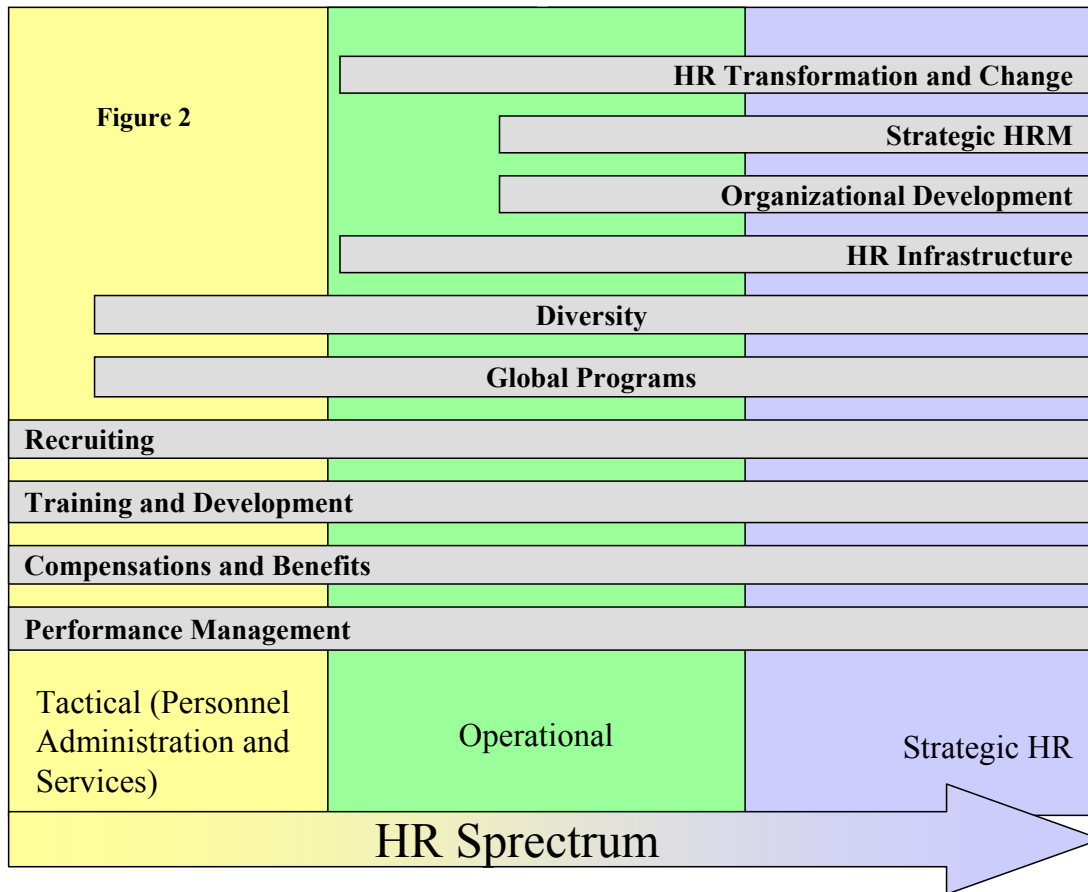 HR Transformation and Change
Figure 2
Strategic HRM
Organizational Development
HR Infrastructure
Diversity
Global Programs
Recruiting
Training and Development
Compensations and Benefits
Performance Management
Tactical (Personnel
Administration and
Services)
Operational
Strategic HR
HR Sprectrum